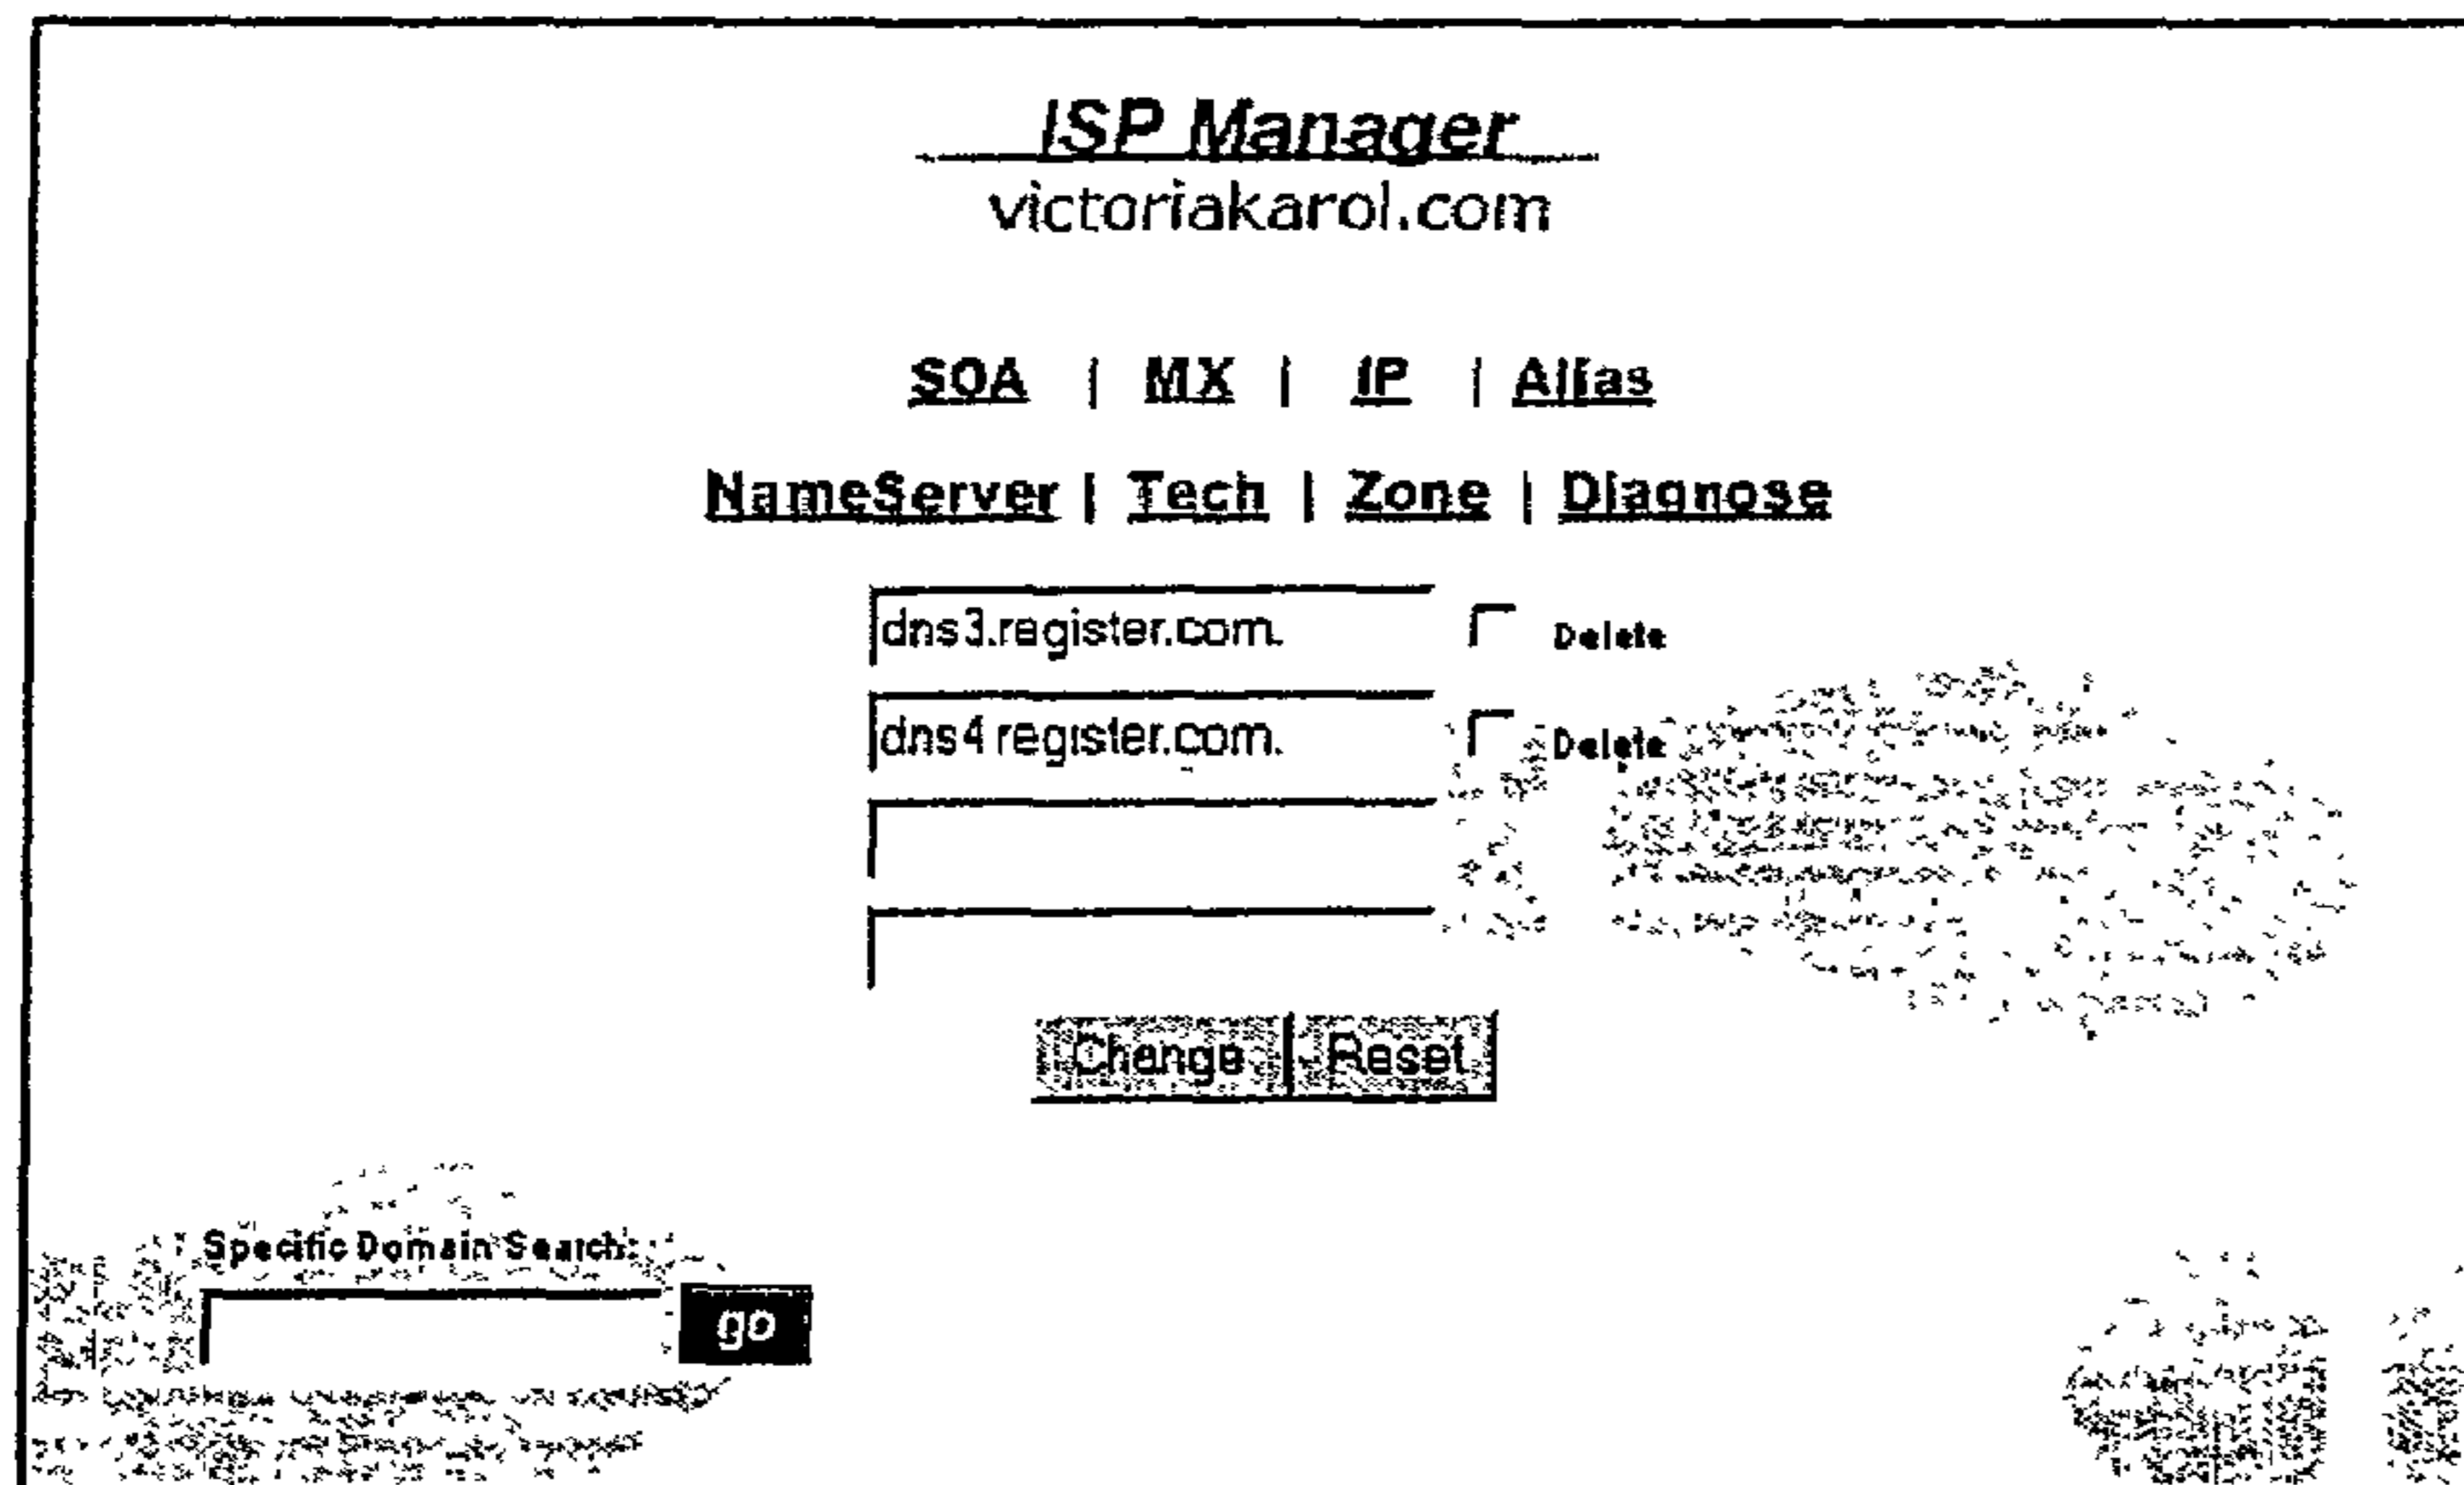 ISP Manager
victoriakarol.com
SOA | MX | IP | Alias
NameServer | Tech | Zone | Diagnose
dns3.register.com. Delete
dns4 register.com. Delete
Change Reset
Specific Domain Search:
go